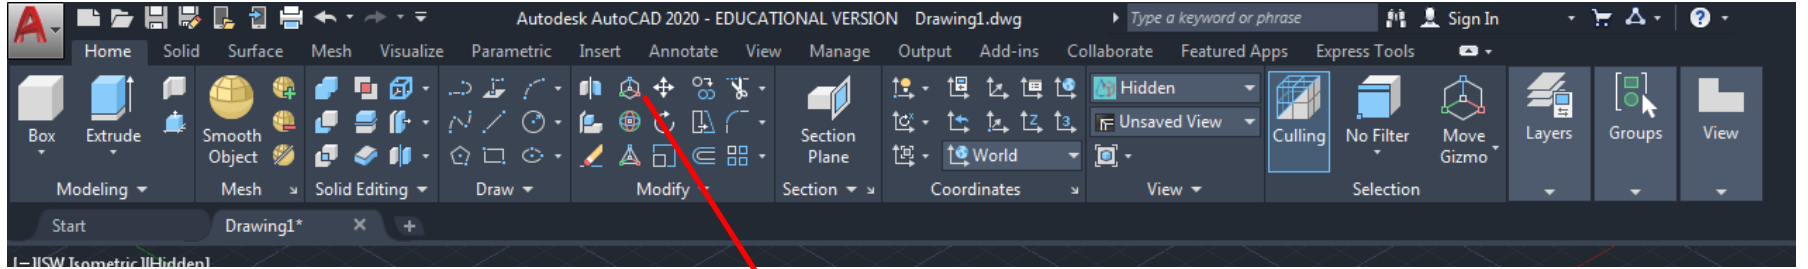 Autodesk AutoCAD 2020 - EDUCATIONAL VERSION Drawing1.dwg Type a keyword or phrase Sign In
Home Solid Surface Mesh Visualize Parametric Insert Annotate View Manage Output Add-ins Collaborate Featured Apps Express Tools
Hidden
Box Extrude Smooth Object Section Plane Unsaved View Culling No Filter Move Gizmo Layers Groups View
World
Modeling Mesh Solid Editing Draw Modify Section Coordinates View Selection
Start Drawing1*
[−][SW Isometric][Hidden]